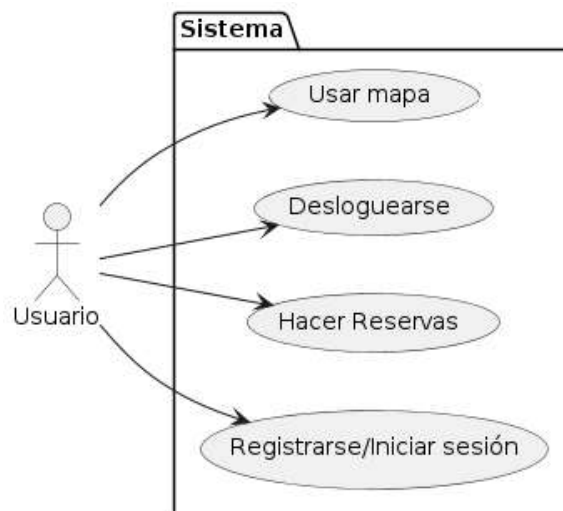 Sistema
Usar mapa
Desloguearse
Usuario
Hacer Reservas
Registrarse/Iniciar sesión